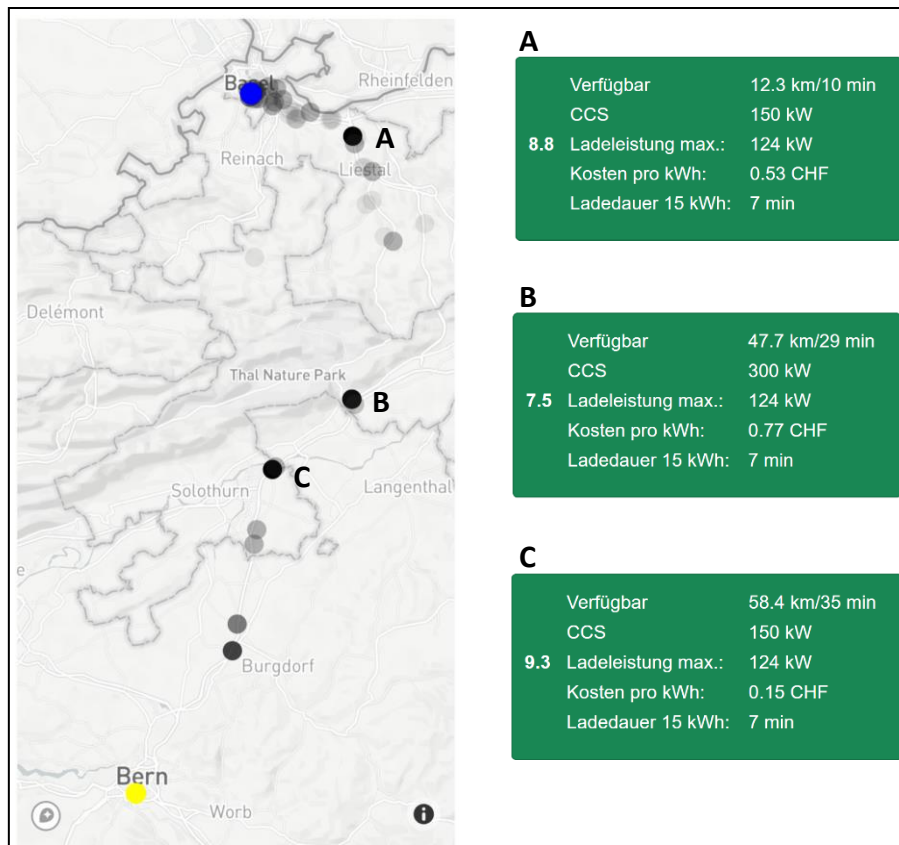 Basel
Rheinfelden
A
Reinach
Liestal
Delémont
Thal Nature Park
B
C
Solothurn
Langenthal
e
Burgdorf
Bern
Worb
i
A
Verfügbar 12.3 km/10 min
CCS 150 kW
8.8 Ladeleistung max.: 124 kW
Kosten pro kWh: 0.53 CHF
Ladedauer 15 kWh: 7 min
B
Verfügbar 47.7 km/29 min
CCS 300 kW
7.5 Ladeleistung max.: 124 kW
Kosten pro kWh: 0.77 CHF
Ladedauer 15 kWh: 7 min
C
Verfügbar 58.4 km/35 min
CCS 150 kW
9.3 Ladeleistung max.: 124 kW
Kosten pro kWh: 0.15 CHF
Ladedauer 15 kWh: 7 min